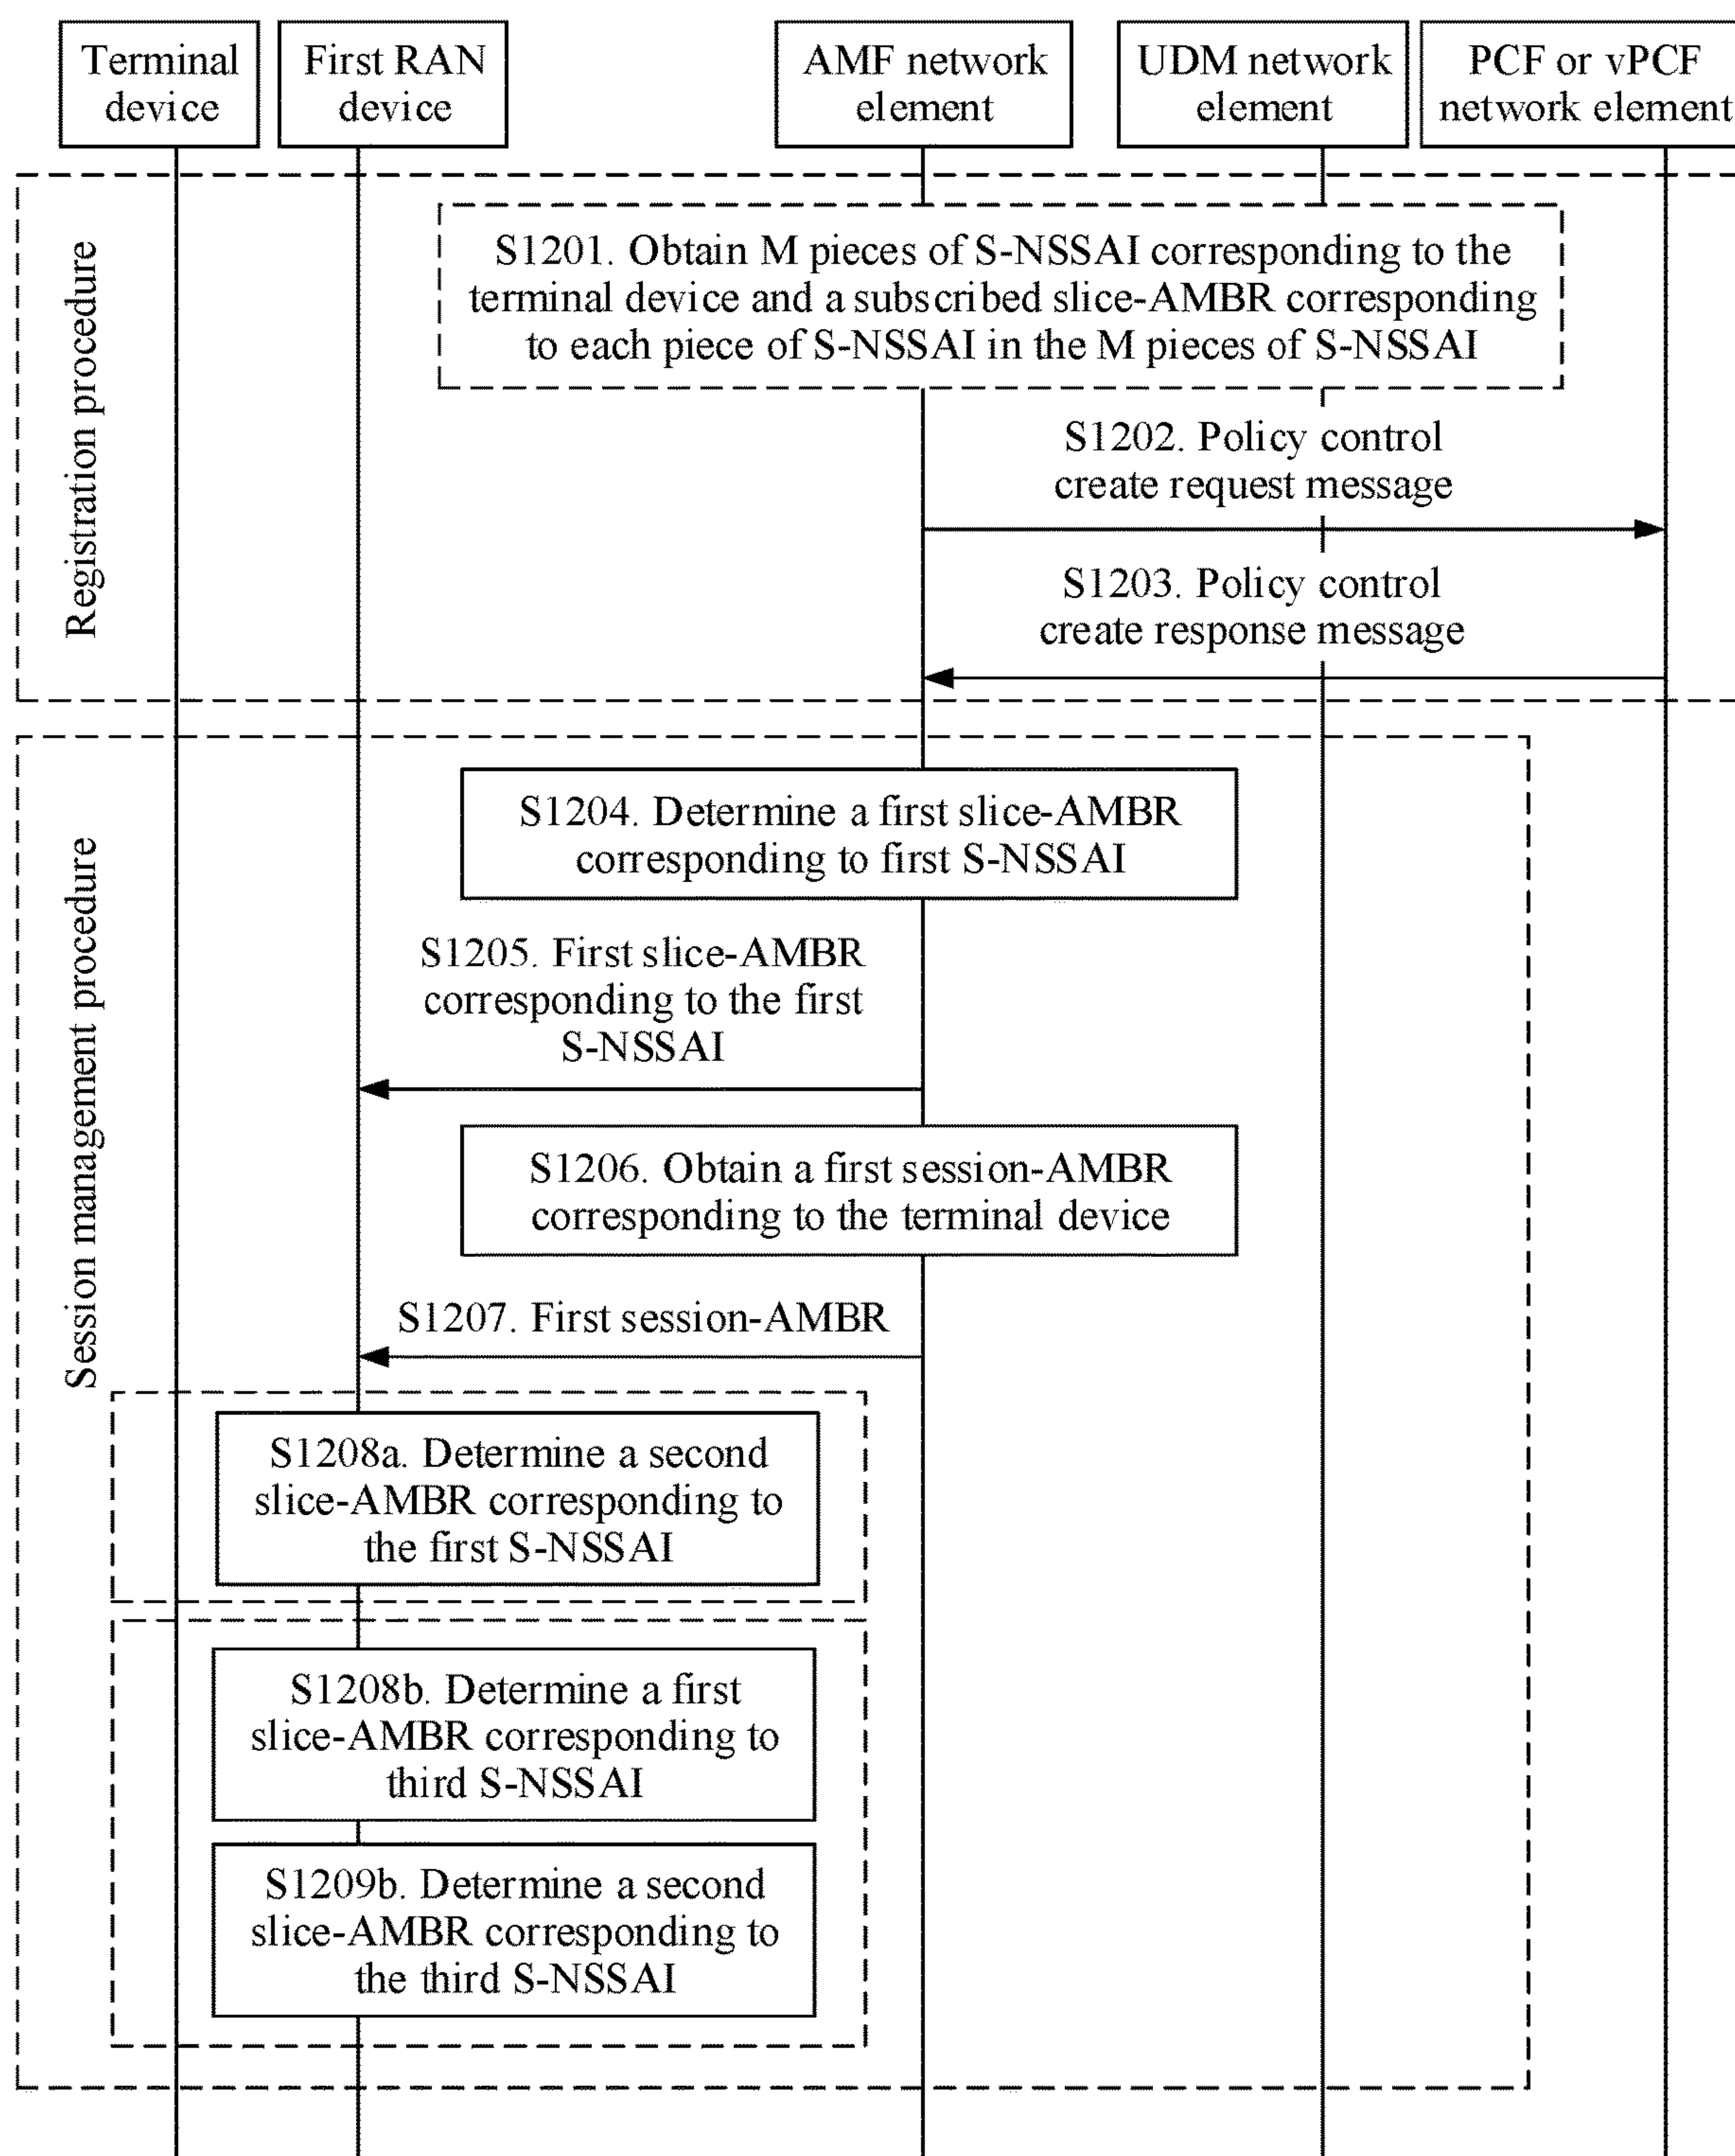 Terminal
device
First RAN
device
AMF network
element
UDM network
element
PCF or vPCF
network element
Registration procedure
S1201. Obtain M pieces of S-NSSAI corresponding to the
terminal device and a subscribed slice-AMBR corresponding
to each piece of S-NSSAI in the M pieces of S-NSSAI
S1202. Policy control
create request message
S1203. Policy control
create response message
Session management procedure
S1204. Determine a first slice-AMBR
corresponding to first S-NSSAI
S1205. First slice-AMBR
corresponding to the first
S-NSSAI
S1206. Obtain a first session-AMBR
corresponding to the terminal device
S1207. First session-AMBR
S1208a. Determine a second
slice-AMBR corresponding to
the first S-NSSAI
S1208b. Determine a first
slice-AMBR corresponding to
third S-NSSAI
S1209b. Determine a second
slice-AMBR corresponding to
the third S-NSSAI